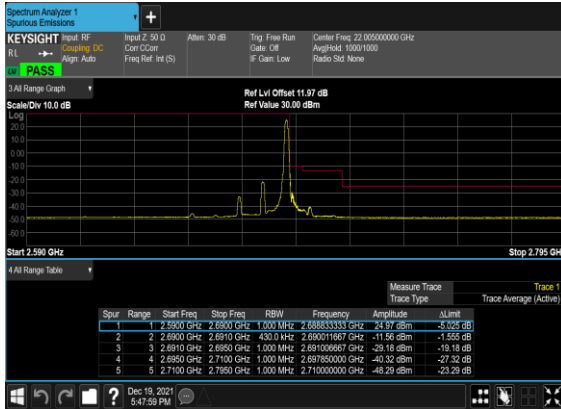 Spectrum Analyzer 1
Spurious Emissions
+
KEYSIGHT Input: RF Input Z: 50 Ω Atten: 30 dB Trig: Free Run Center Freq: 22.005000000 GHz
RL Coupling: DC Corr CCorr Gate: Off Avg|Hold: 1000/1000
Align: Auto Freq Ref: Int (S) IF Gain: Low Radio Std: None
PASS
3 All Range Graph Ref Lvl Offset 11.97 dB
Scale/Div 10.0 dB Ref Value 30.00 dBm
Log
20.0
10.0
0.00
-10.0
-20.0
-30.0
-40.0
-50.0
-60.0
Start 2.590 GHz Stop 2.795 GH
4 All Range Table
Measure Trace Trace 1
Trace Type Trace Average (Active)
Spur Range Start Freq Stop Freq RBW Frequency Amplitude ΔLimit
1 1 2.5900 GHz 2.6900 GHz 1.000 MHz 2.688833333 GHz 24.97 dBm -5.025 dB
2 2 2.6900 GHz 2.6910 GHz 430.0 kHz 2.690011667 GHz -11.56 dBm -1.555 dB
3 3 2.6910 GHz 2.6950 GHz 1.000 MHz 2.691006667 GHz -29.18 dBm -19.18 dB
4 4 2.6950 GHz 2.7100 GHz 1.000 MHz 2.697850000 GHz -40.32 dBm -27.32 dB
5 5 2.7100 GHz 2.7950 GHz 1.000 MHz 2.710000000 GHz -48.29 dBm -23.29 dB
? Dec 19, 2021
5:47:59 PM